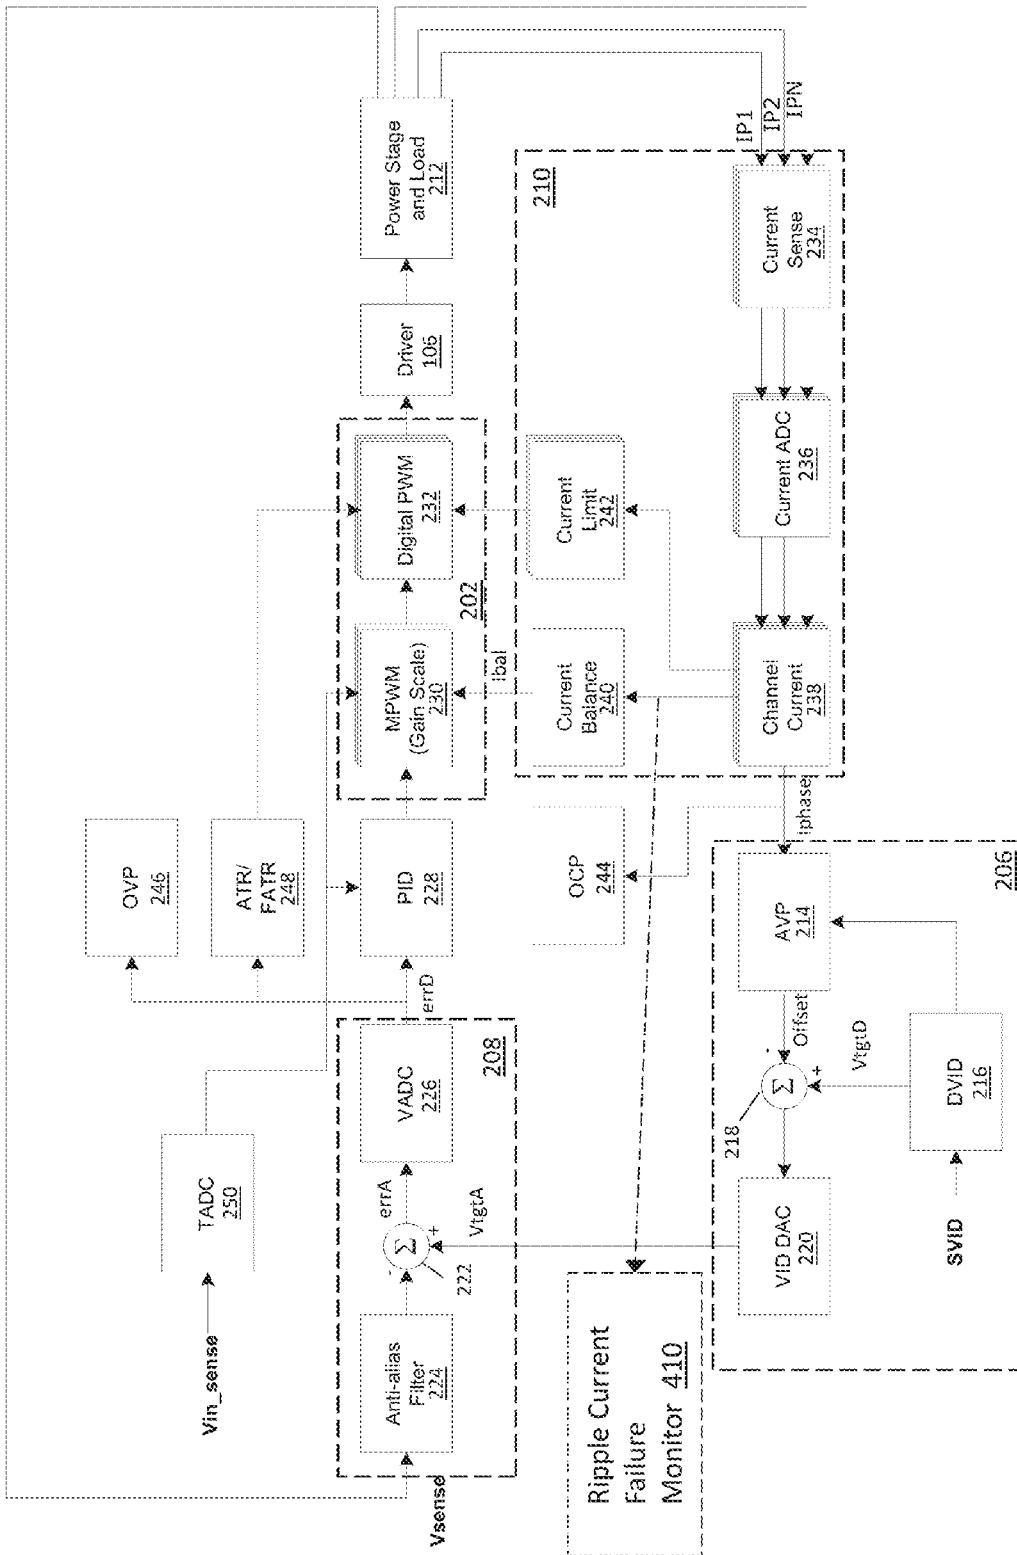 Vin_sense
TADC
250
OVP
246
ATR/
FATR
248
Vsense
Anti-alias
Filter
224
-
Σ
+
222
errA
VtgtA
VADC
226
208
errD
PID
228
MPWM
(Gain Scale)
230
Digital PWM
232
202
Ibal
Driver
106
Power Stage
and Load
212
Ripple Current
Failure
Monitor 410
OCP
244
Current
Balance
240
Current
Limit
242
210
IP1
IP2
IPN
VID DAC
220
218
Σ
-
+
Offset
VtgtD
AVP
214
Iphase
Channel
Current
238
Current ADC
236
Current
Sense
234
SVID
DVID
216
206